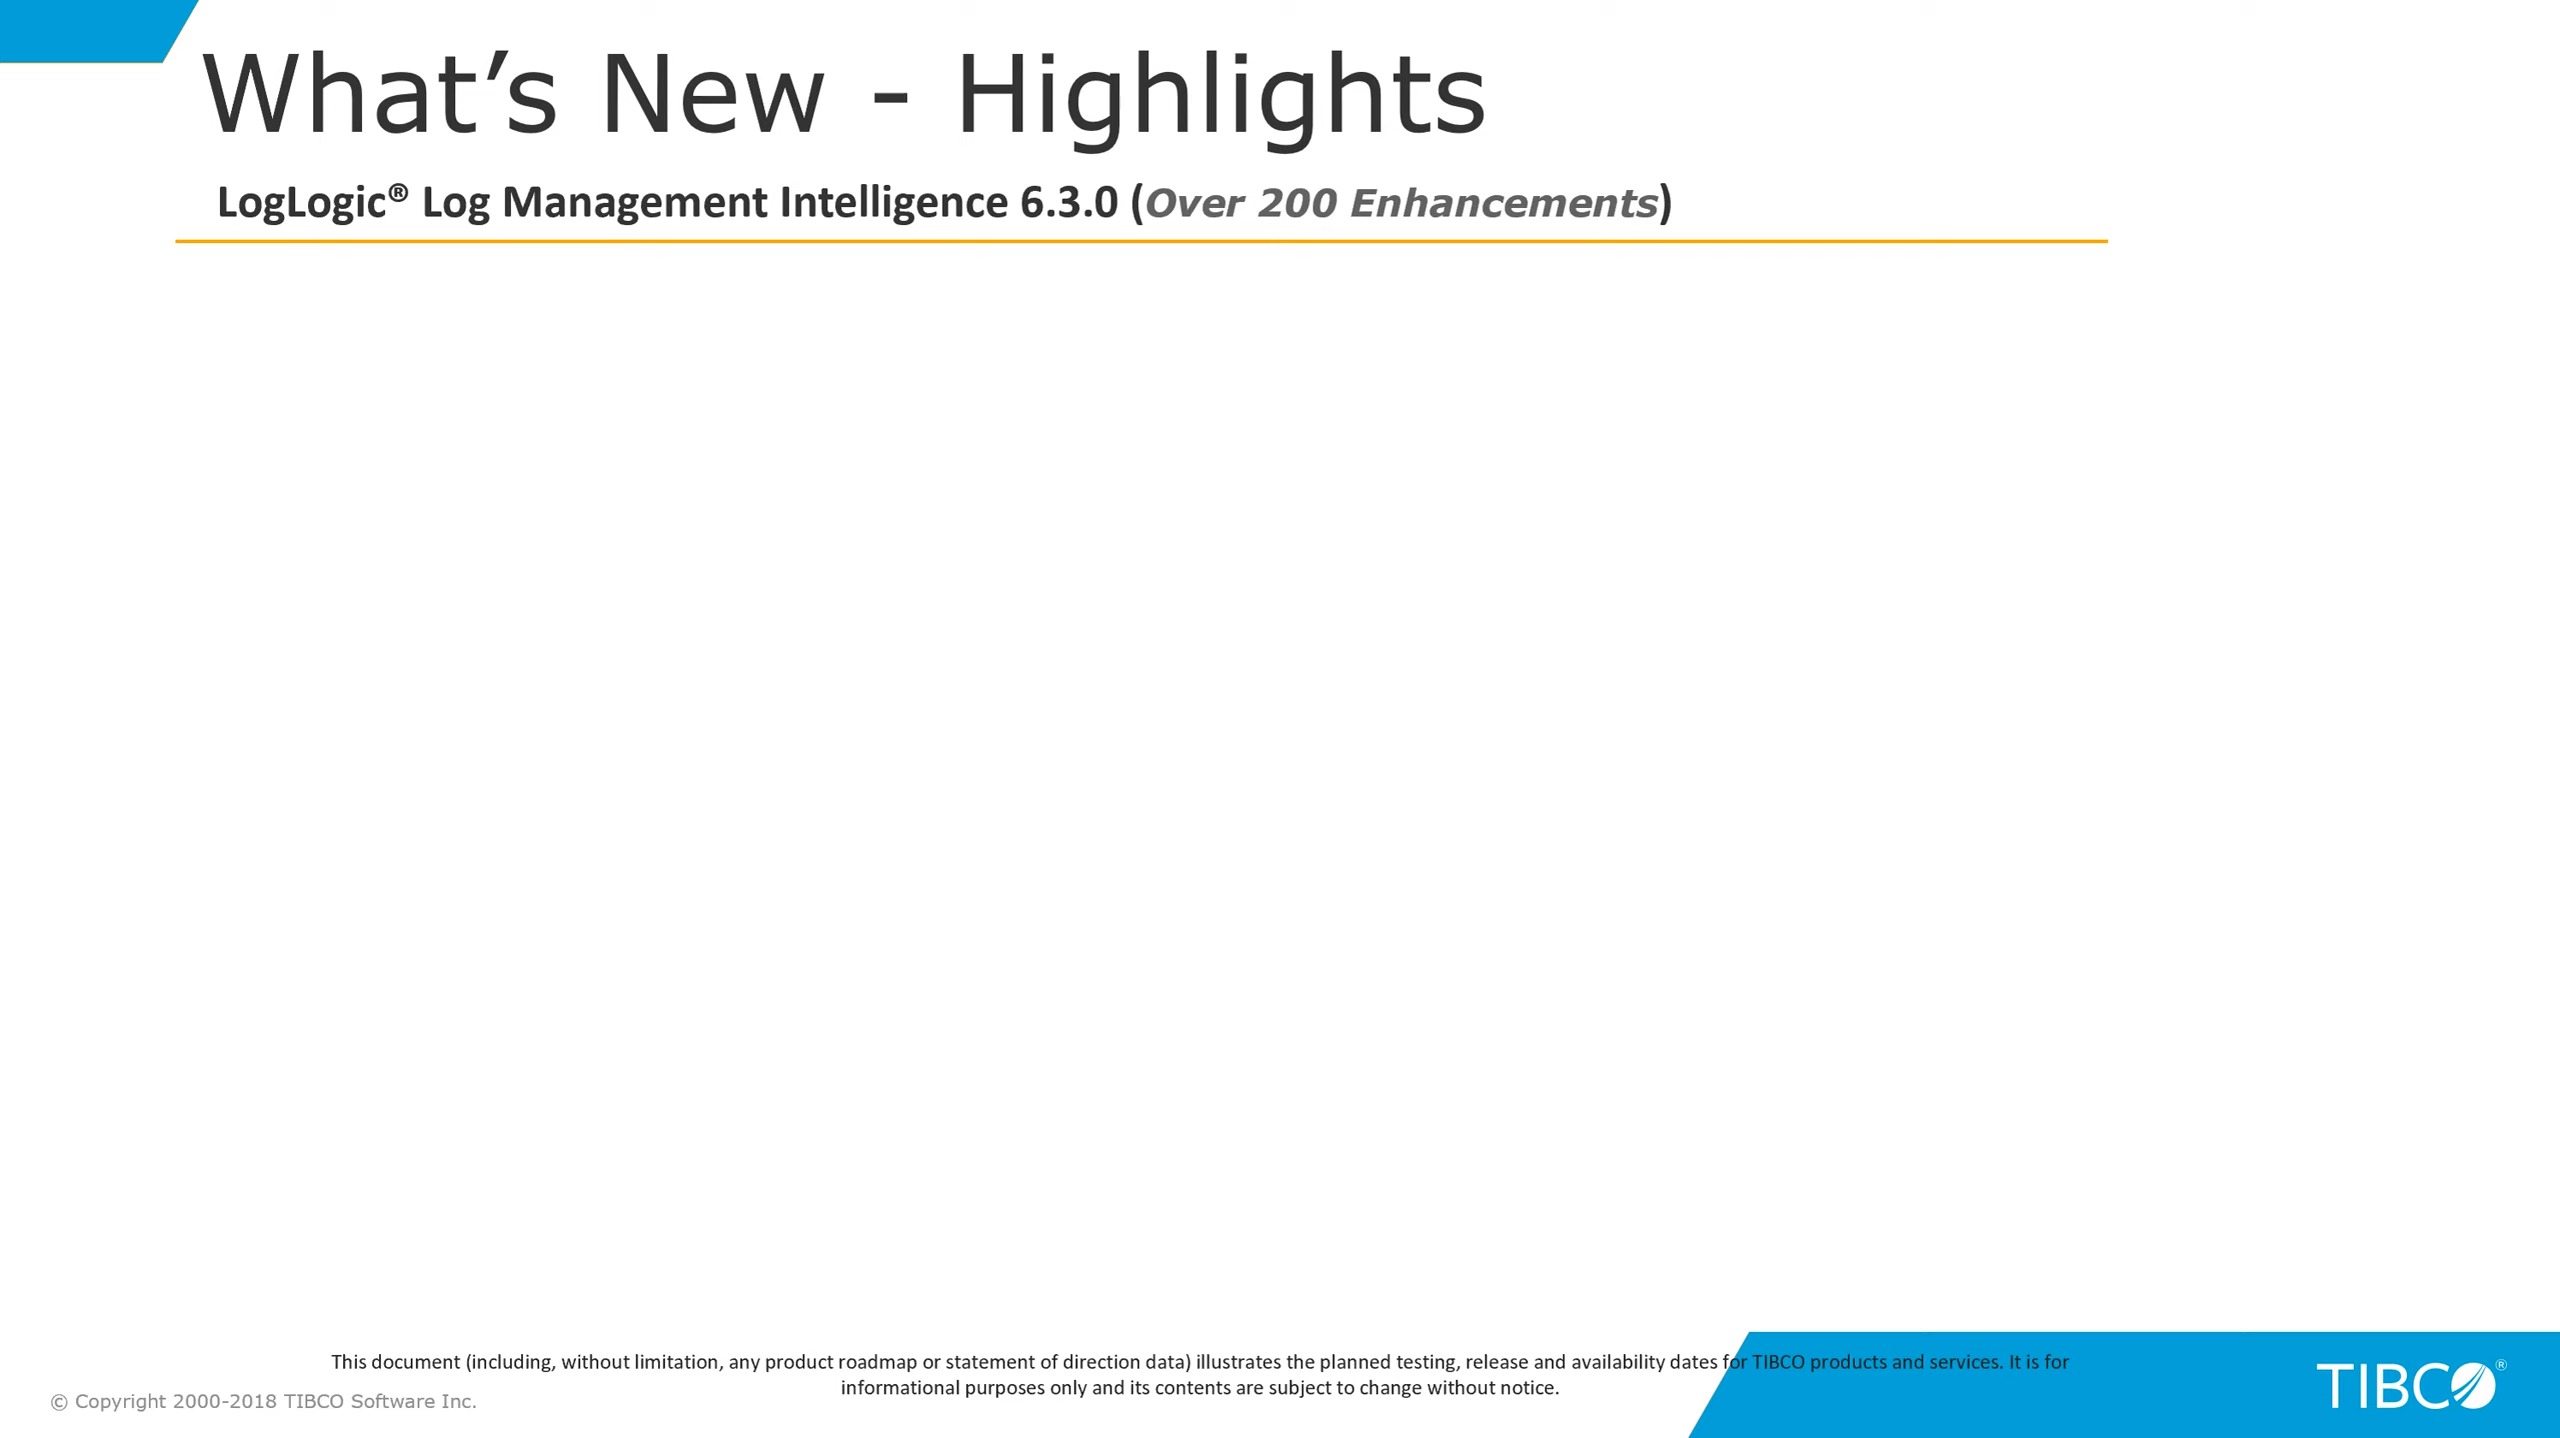 What’s New - Highlights
LogLogic® Log Management Intelligence 6.3.0 (Over 200 Enhancements)
This document (including, without limitation, any product roadmap or statement of direction data) illustrates the planned testing, release and availability dates for TIBCO products and services. It is for
informational purposes only and its contents are subject to change without notice.
© Copyright 2000-2018 TIBCO Software Inc.
TIBCO®